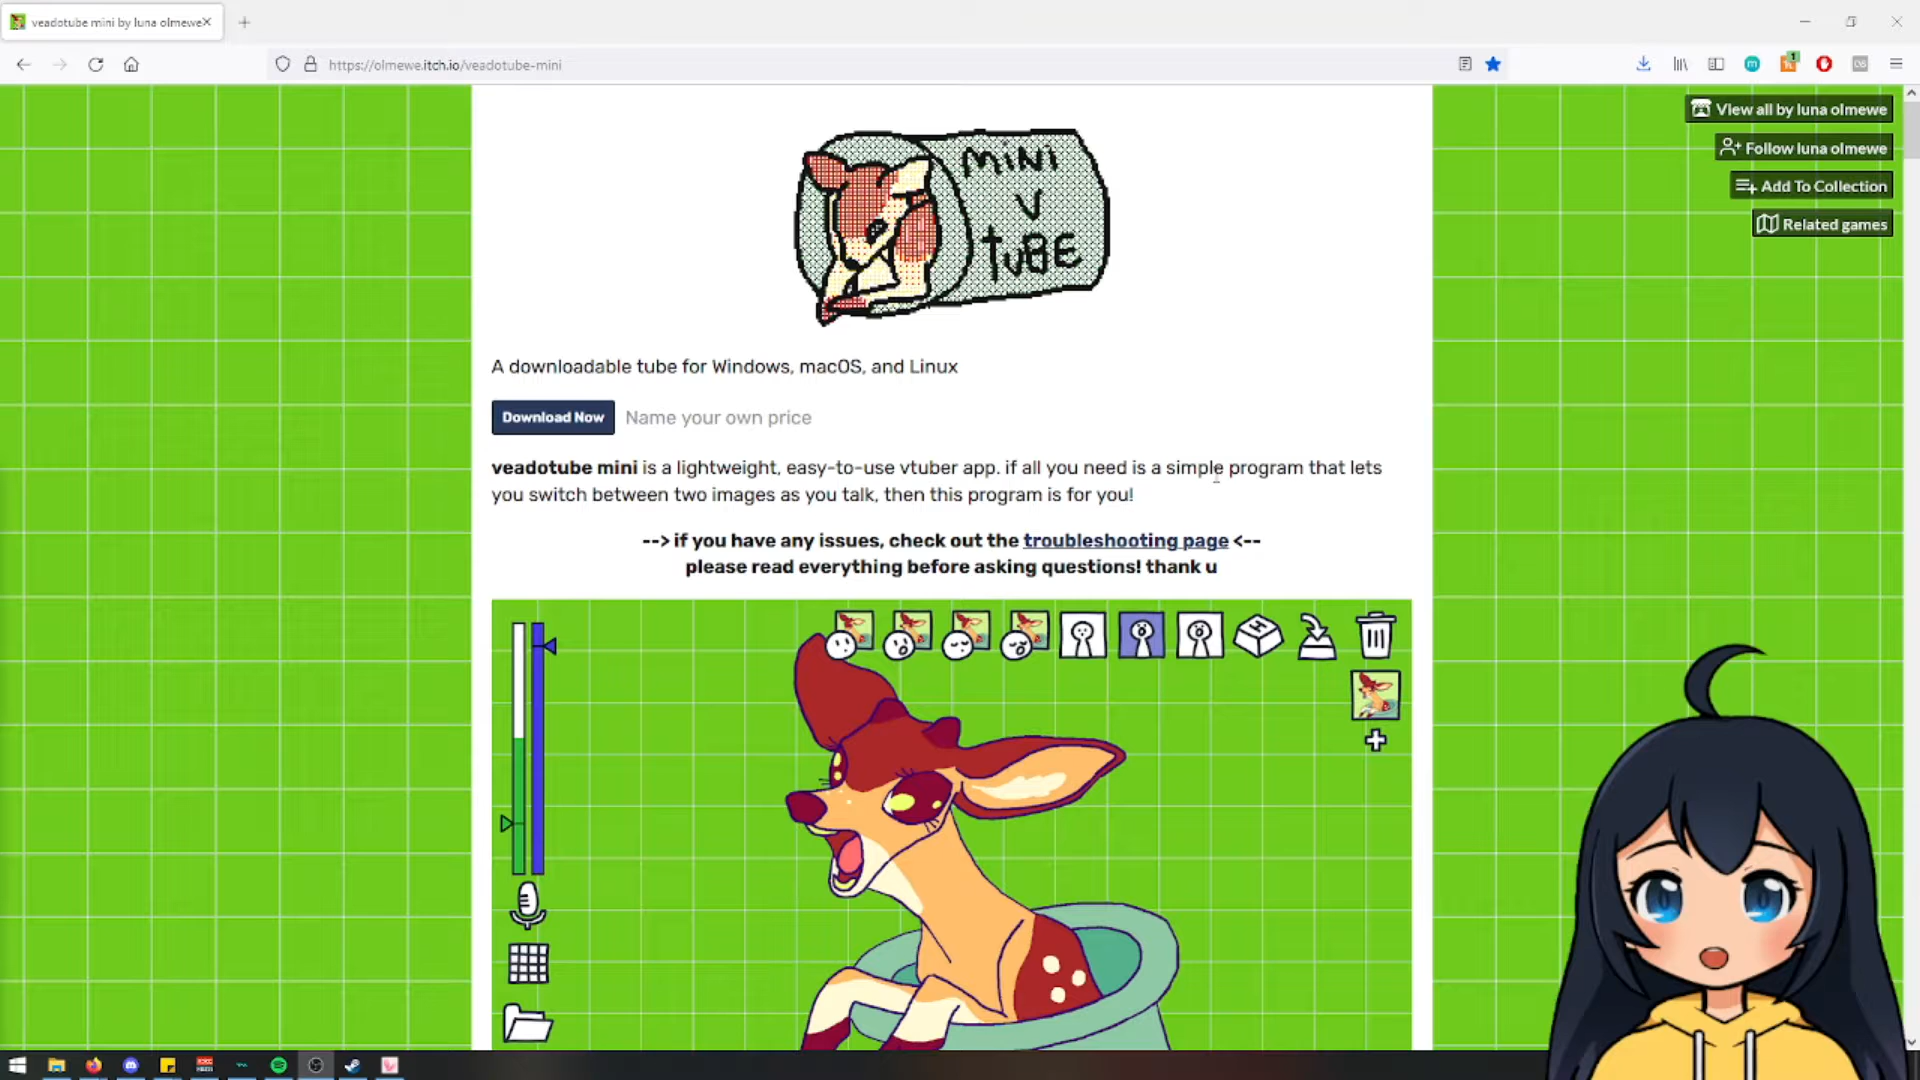 veadotube mini by luna olmewe
https://olmewe.itch.io/veadotube-mini
1
View all by luna olmewe
Follow luna olmewe
Add To Collection
Related games
MiNi
V
tuBE
A downloadable tube for Windows, macOS, and Linux
Download Now Name your own price
veadotube mini is a lightweight, easy-to-use vtuber app. if all you need is a simple program that lets
you switch between two images as you talk, then this program is for you!
--> if you have any issues, check out the troubleshooting page <--
please read everything before asking questions! thank u
H